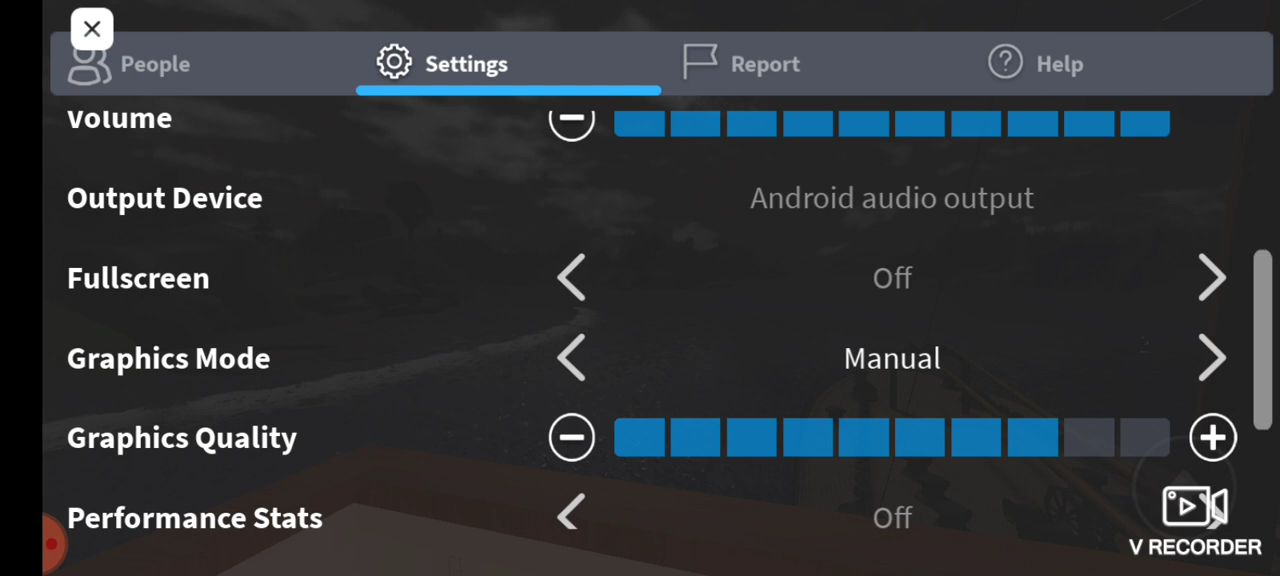 People
Settings
Report
Help
Volume
Output Device
Android audio output
Fullscreen
Off
Graphics Mode
Manual
Graphics Quality
Performance Stats
Off
V RECORDER